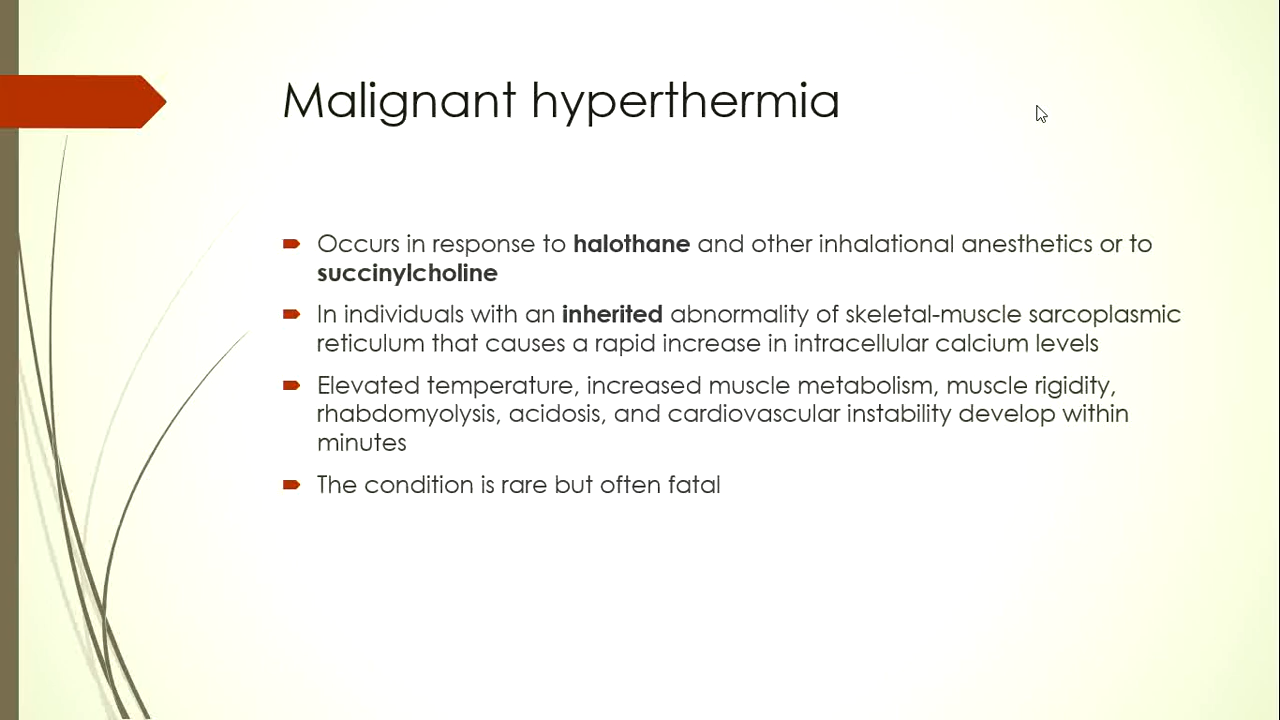 Malignant hyperthermia
Occurs in response to halothane and other inhalational anesthetics or to
succinylcholine
In individuals with an inherited abnormality of skeletal-muscle sarcoplasmic
reticulum that causes a rapid increase in intracellular calcium levels
Elevated temperature, increased muscle metabolism, muscle rigidity,
rhabdomyolysis, acidosis, and cardiovascular instability develop within
minutes
The condition is rare but often fatal